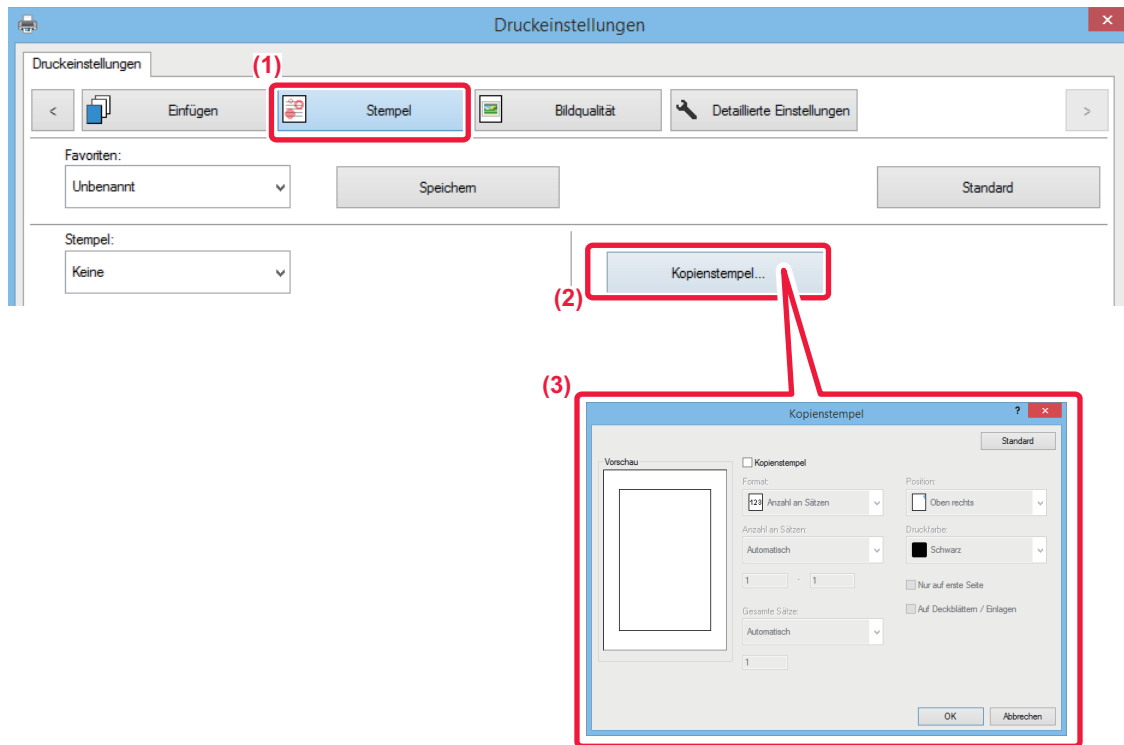 Druckeinstellungen
Druckeinstellungen
(1)
< Einfügen Stempel Bildqualität Detaillierte Einstellungen >
Favoriten:
Unbenannt Speichern Standard
Stempel:
Keine Kopienstempel...
(2)
(3)
Kopienstempel ?
Standard
Vorschau Kopienstempel
Format: Position:
123 Anzahl an Sätzen Oben rechts
Anzahl an Sätzen: Druckfarbe:
Automatisch Schwarz
1 - 1 Nur auf erste Seite
Gesamte Sätze: Auf Deckblättern / Einlagen
Automatisch
1
OK Abbrechen